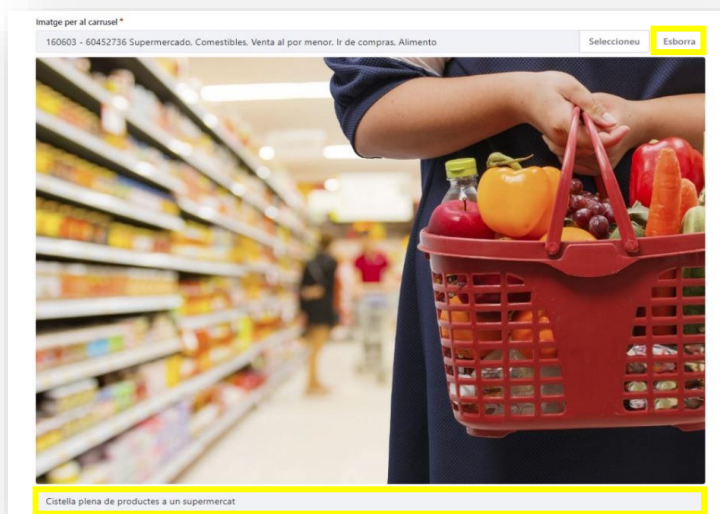 Imatge per al carrusel *
160603 - 60452736 Supermercado, Comestibles, Venta al por menor, Ir de compras, Alimento
Seleccioneu
Esborra
Cistella plena de productes a un supermercat